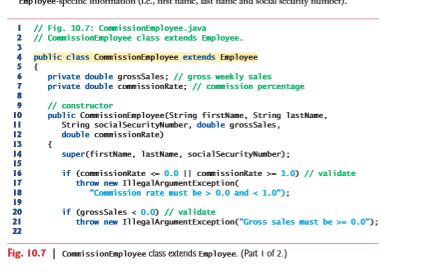 Employee-specific information (i.e., first name, last name and social security number).
1 // Fig. 10.7: CommissionEmployee.java
2 // CommissionEmployee class extends Employee.
3
4 public class CommissionEmployee extends Employee
5 {
6 private double grossSales; // gross weekly sales
7 private double commissionRate; // commission percentage
8
9 // constructor
10 public CommissionEmployee(String firstName, String lastName,
11 String socialSecurityNumber, double grossSales,
12 double commissionRate)
13 {
14 super(firstName, lastName, socialSecurityNumber);
15
16 if (commissionRate <= 0.0 || commissionRate >= 1.0) // validate
17 throw new IllegalArgumentException(
18 "Commission rate must be > 0.0 and < 1.0");
19
20 if (grossSales < 0.0) // validate
21 throw new IllegalArgumentException("Gross sales must be >= 0.0");
22
Fig. 10.7 | CommissionEmployee class extends Employee. (Part 1 of 2.)